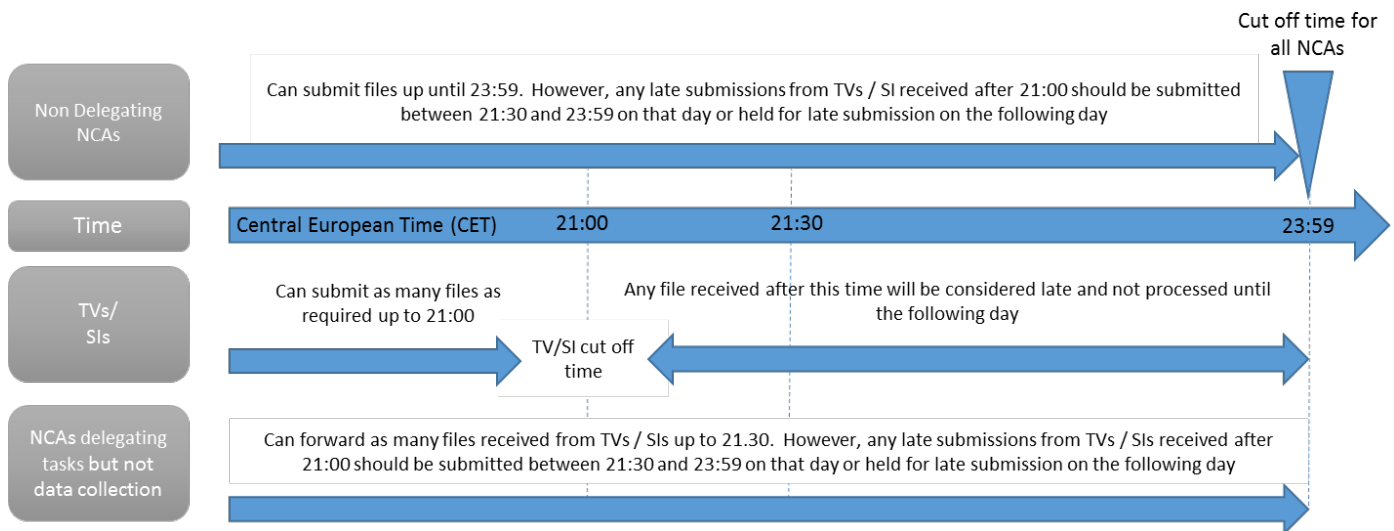 Cut off time for
all NCAs
Non Delegating
NCAs
Can submit files up until 23:59. However, any late submissions from TVs / SI received after 21:00 should be submitted
between 21:30 and 23:59 on that day or held for late submission on the following day
Time
Central European Time (CET)
21:00
21:30
23:59
TVs/
SIs
Can submit as many files as
required up to 21:00
TV/SI cut off
time
Any file received after this time will be considered late and not processed until
the following day
NCAs delegating
tasks but not
data collection
Can forward as many files received from TVs / SIs up to 21.30. However, any late submissions from TVs / SIs received after
21:00 should be submitted between 21:30 and 23:59 on that day or held for late submission on the following day